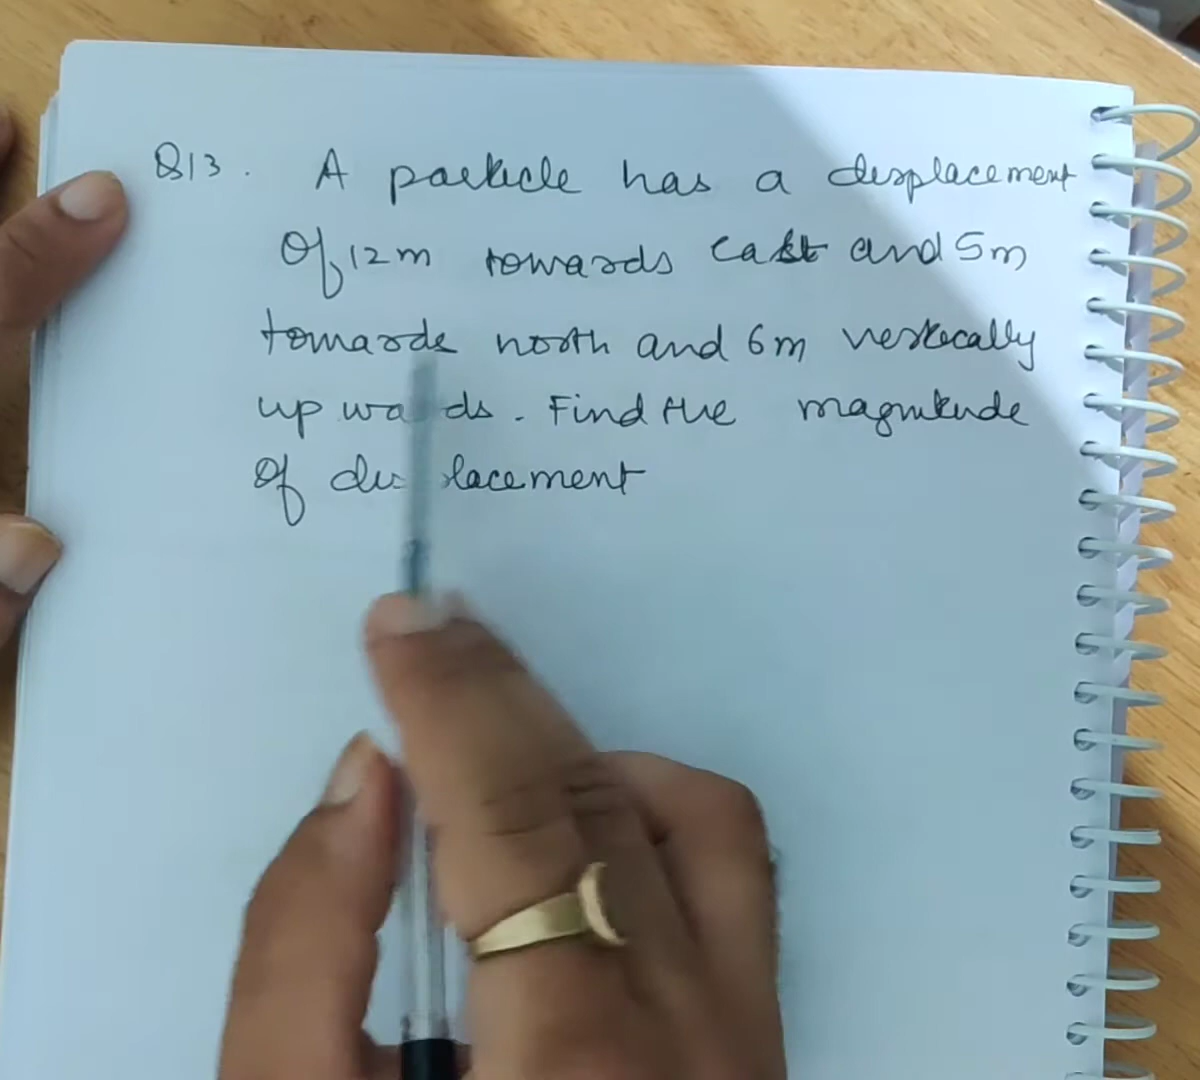 Q13. A particle has a displacement
Of 12m towards east and 5m
towards north and 6m vertically
upwards. Find the magnitude
Of displacement